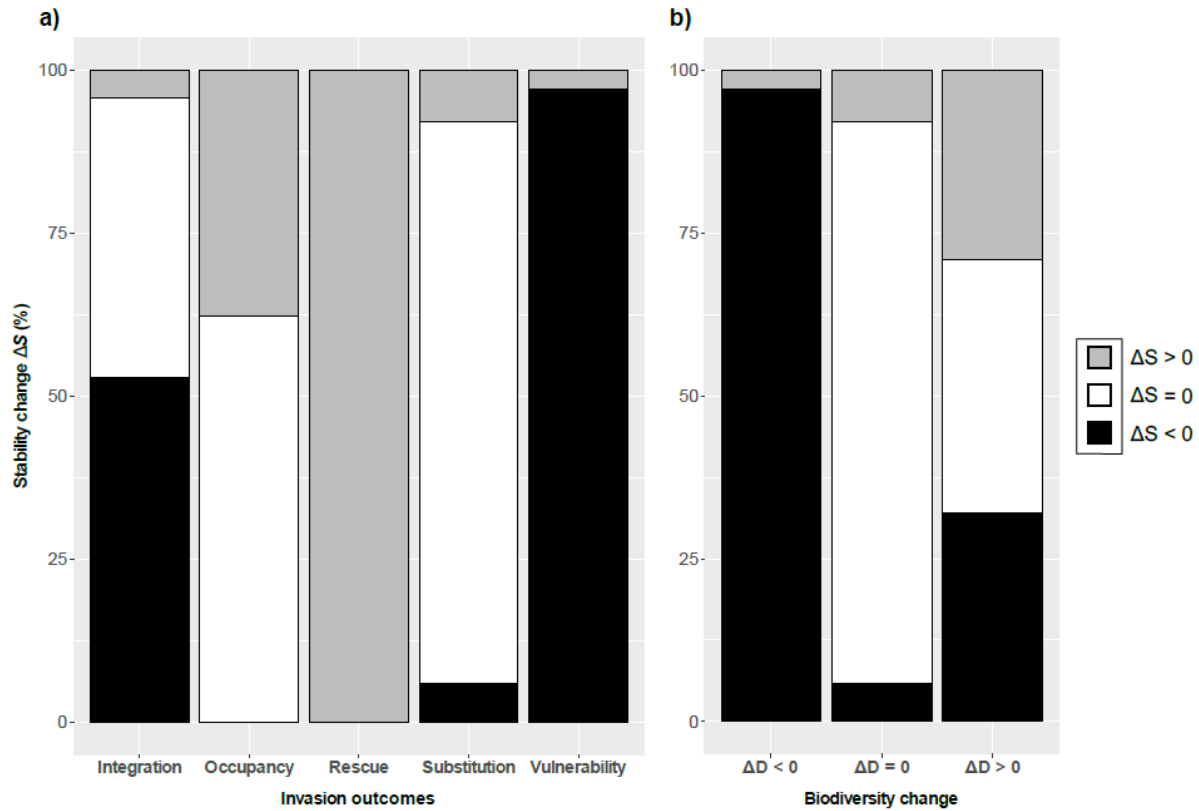 a)
Stability change ΔS (%)
100
75
50
25
0
Integration Occupancy Rescue Substitution Vulnerability
Invasion outcomes
b)
100
75
50
25
0
ΔD < 0 ΔD = 0 ΔD > 0
Biodiversity change
ΔS > 0
ΔS = 0
ΔS < 0